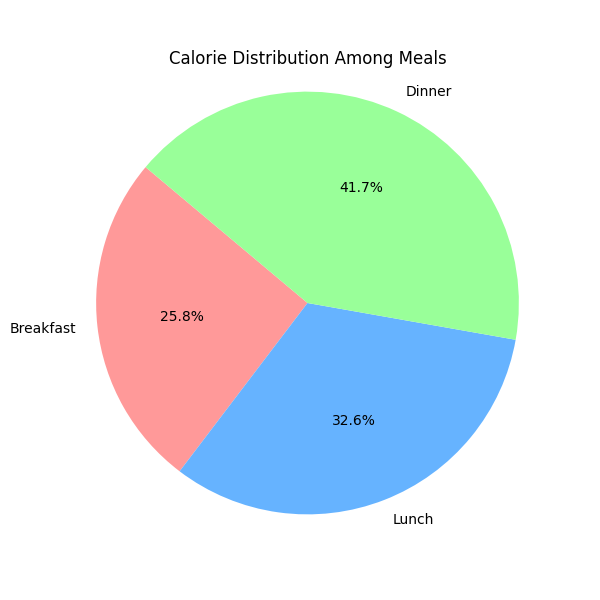 Calorie Distribution Among Meals
Dinner
41.7%
25.8%
Breakfast
32.6%
Lunch